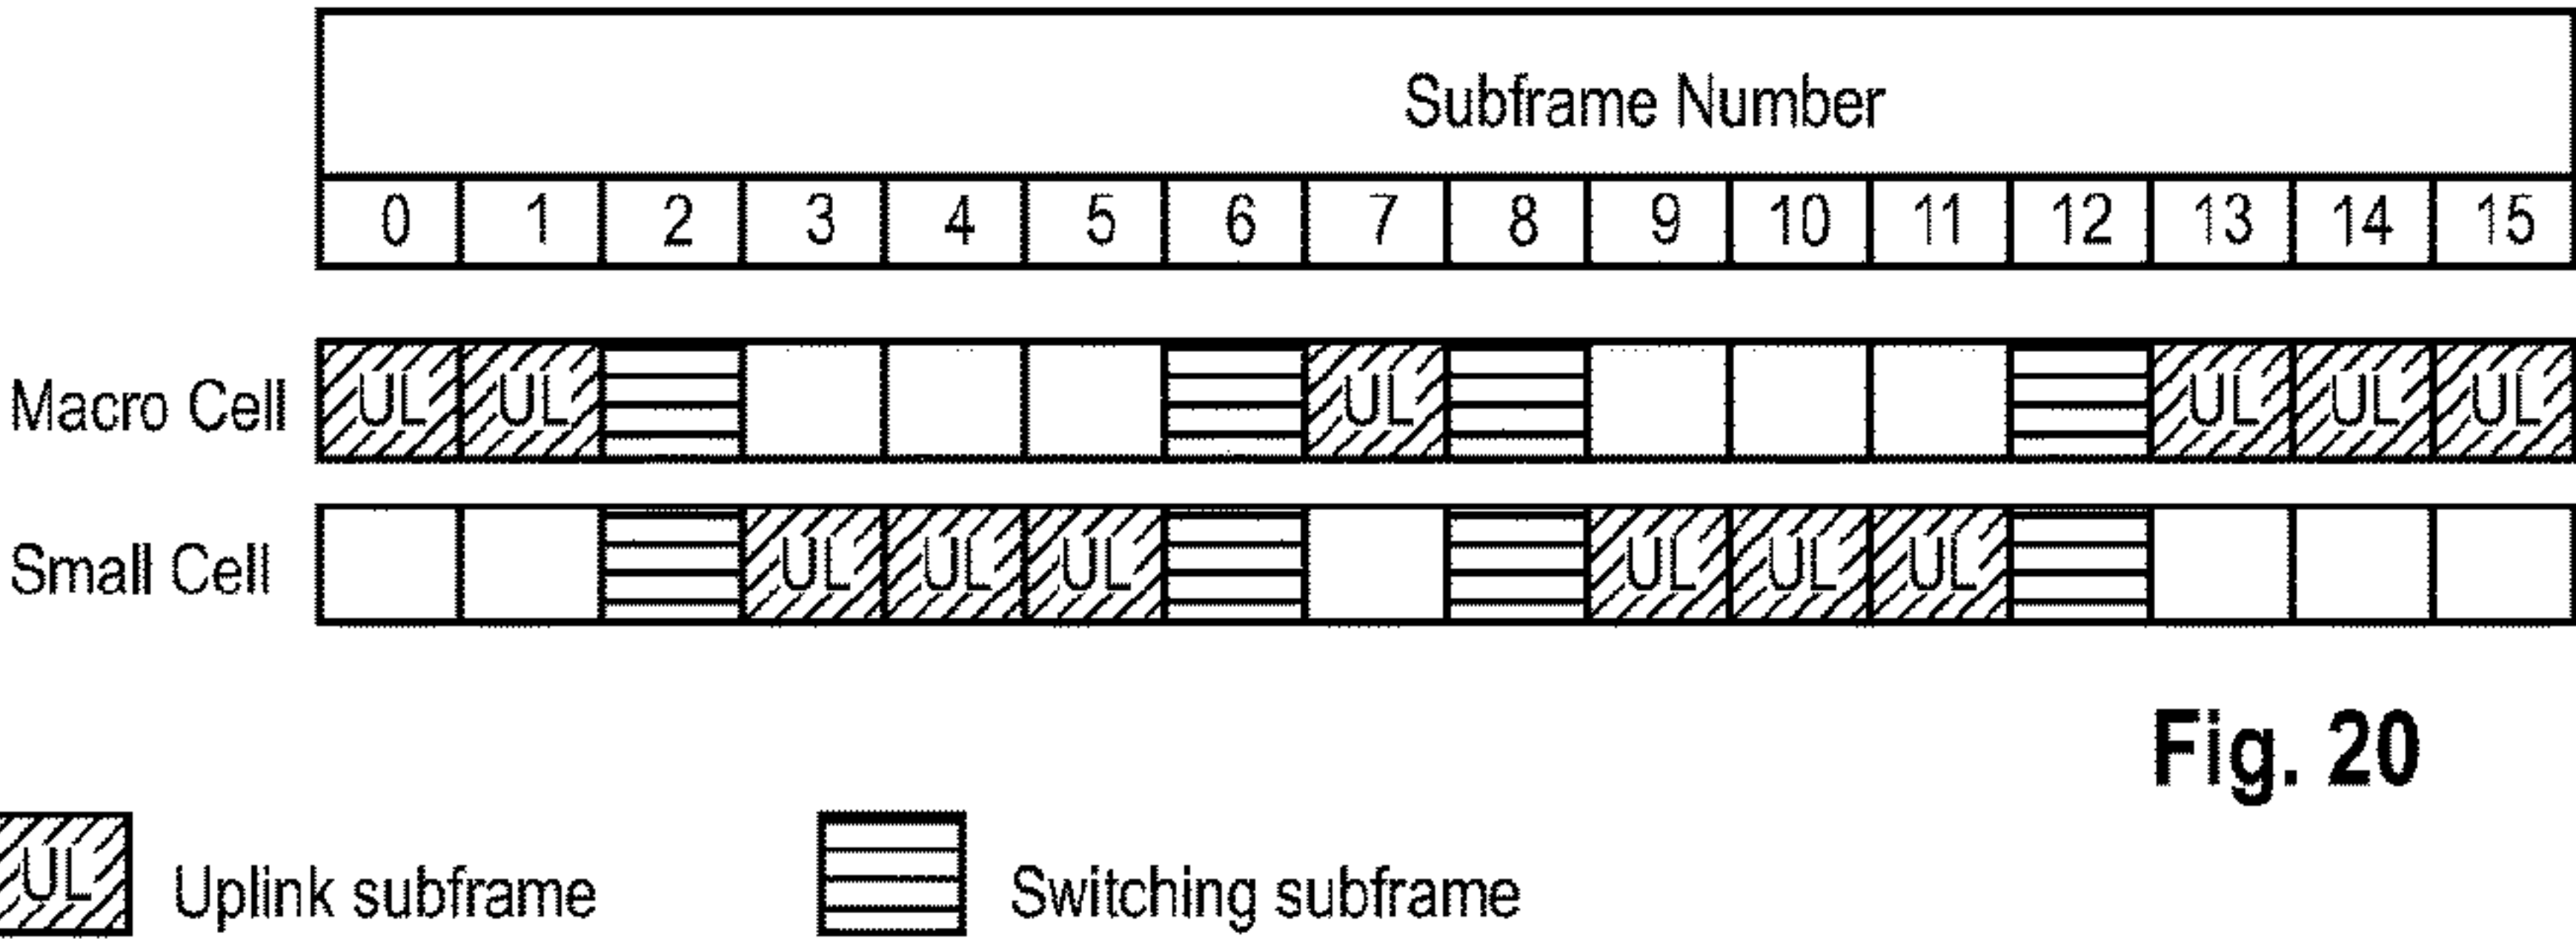 Subframe Number
0 1 2 3 4 5 6 7 8 9 10 11 12 13 14 15
Macro Cell UL UL UL UL UL UL
Small Cell UL UL UL UL UL UL
Fig. 20
UL Uplink subframe Switching subframe